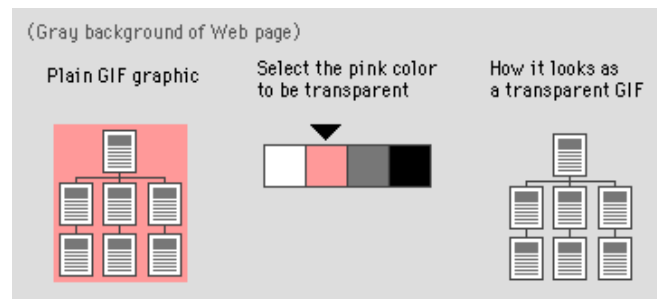 (Gray background of Web page)
Plain GIF graphic
Select the pink color
to be transparent
How it looks as
a transparent GIF